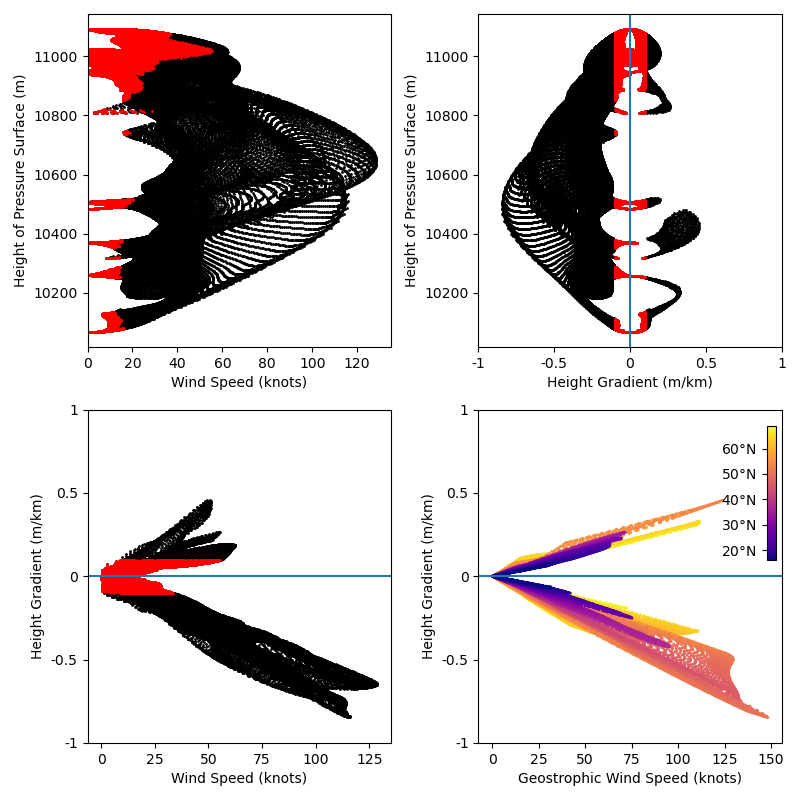 11000
10800
10600
10400
10200
Height of Pressure Surface (m)
0 20 40 60 80 100 120
Wind Speed (knots)
11000
10800
10600
10400
10200
Height of Pressure Surface (m)
-1 -0.5 0 0.5 1
Height Gradient (m/km)
1
0.5
0
-0.5
-1
Height Gradient (m/km)
0 25 50 75 100 125
Wind Speed (knots)
1
0.5
0
-0.5
-1
Height Gradient (m/km)
60°N
50°N
40°N
30°N
20°N
0 25 50 75 100 125 150
Geostrophic Wind Speed (knots)